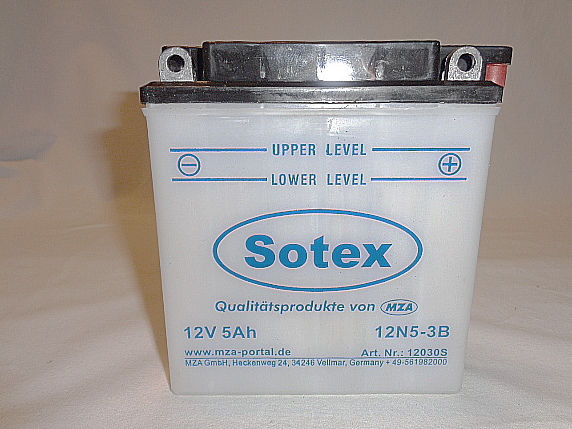 UPPER LEVEL
− +
LOWER LEVEL
Sotex
Qualitätsprodukte von MZA
12V 5Ah 12N5-3B
www.mza-portal.de Art. Nr.: 12030S
MZA GmbH, Heckenweg 24, 34246 Vellmar, Germany + 49-561982000